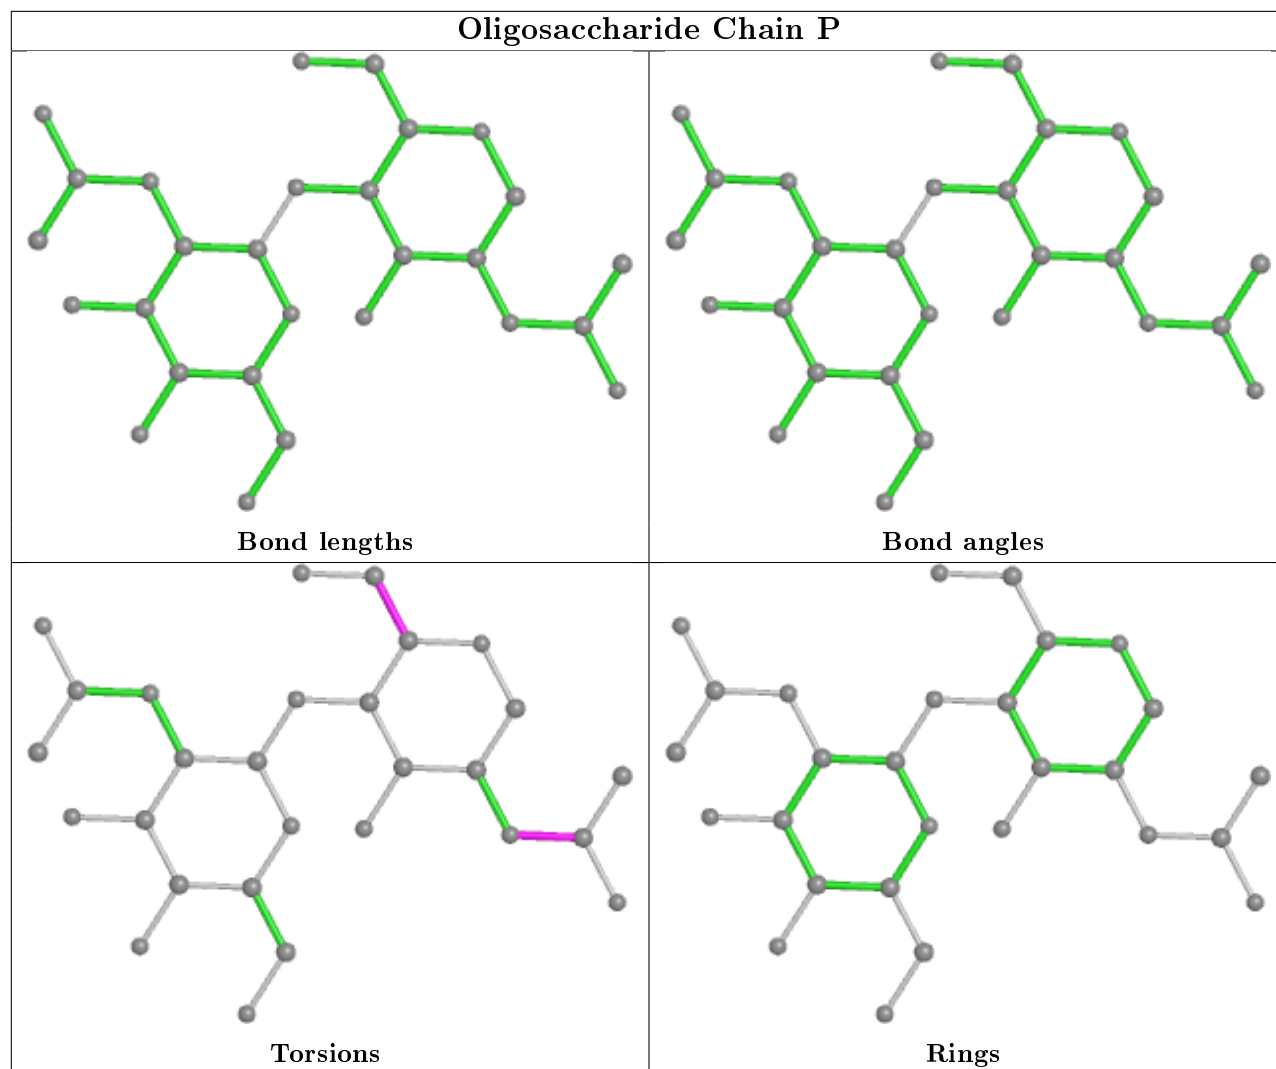 Oligosaccharide Chain P
Bond lengths
Bond angles
Torsions
Rings